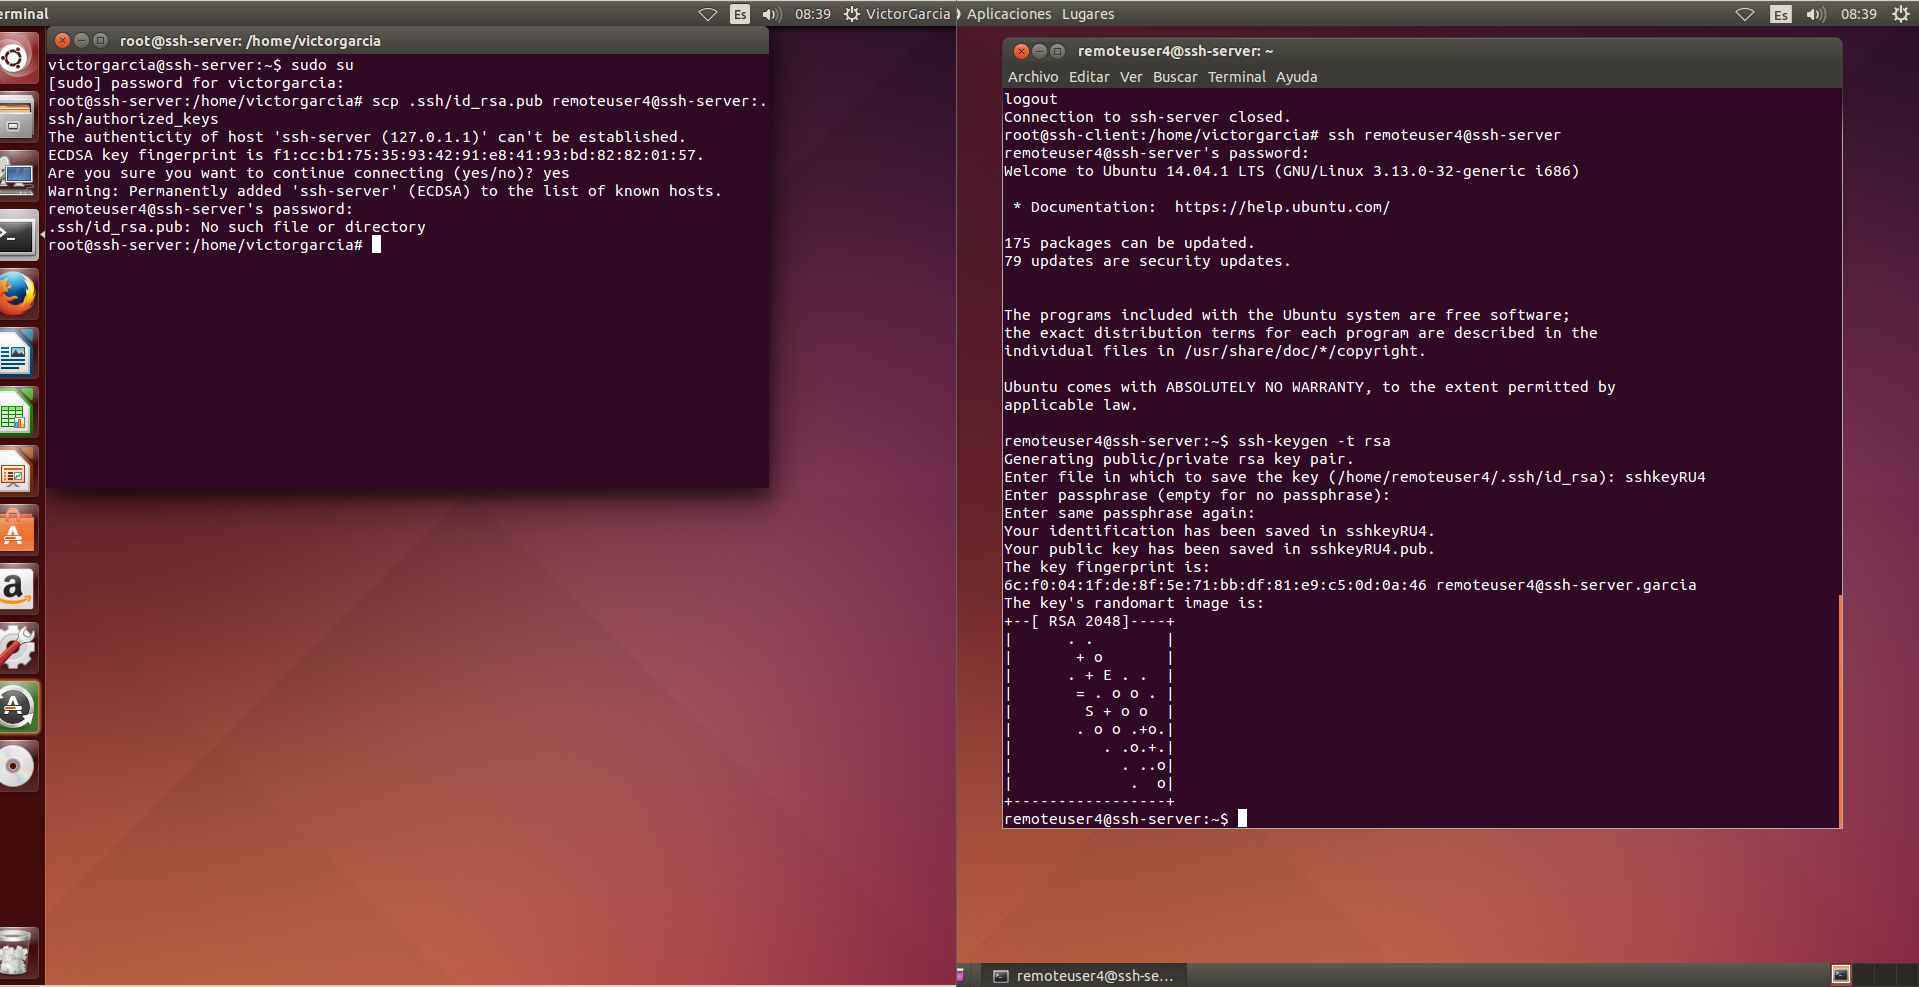 erminal
Es
08:39
VictorGarcia
root@ssh-server: /home/victorgarcia
victorgarcia@ssh-server:~$ sudo su
[sudo] password for victorgarcia:
root@ssh-server:/home/victorgarcia# scp .ssh/id_rsa.pub remoteuser4@ssh-server:.
ssh/authorized_keys
The authenticity of host 'ssh-server (127.0.1.1)' can't be established.
ECDSA key fingerprint is f1:cc:b1:75:35:93:42:91:e8:41:93:bd:82:82:01:57.
Are you sure you want to continue connecting (yes/no)? yes
Warning: Permanently added 'ssh-server' (ECDSA) to the list of known hosts.
remoteuser4@ssh-server's password:
.ssh/id_rsa.pub: No such file or directory
root@ssh-server:/home/victorgarcia#
Aplicaciones Lugares
Es
08:39
remoteuser4@ssh-server: ~
Archivo Editar Ver Buscar Terminal Ayuda
logout
Connection to ssh-server closed.
root@ssh-client:/home/victorgarcia# ssh remoteuser4@ssh-server
remoteuser4@ssh-server's password:
Welcome to Ubuntu 14.04.1 LTS (GNU/Linux 3.13.0-32-generic i686)
 * Documentation:  https://help.ubuntu.com/
175 packages can be updated.
79 updates are security updates.
The programs included with the Ubuntu system are free software;
the exact distribution terms for each program are described in the
individual files in /usr/share/doc/*/copyright.
Ubuntu comes with ABSOLUTELY NO WARRANTY, to the extent permitted by
applicable law.
remoteuser4@ssh-server:~$ ssh-keygen -t rsa
Generating public/private rsa key pair.
Enter file in which to save the key (/home/remoteuser4/.ssh/id_rsa): sshkeyRU4
Enter passphrase (empty for no passphrase):
Enter same passphrase again:
Your identification has been saved in sshkeyRU4.
Your public key has been saved in sshkeyRU4.pub.
The key fingerprint is:
6c:f0:04:1f:de:8f:5e:71:bb:df:81:e9:c5:0d:0a:46 remoteuser4@ssh-server.garcia
The key's randomart image is:
+--[ RSA 2048]----+
|      . .        |
|       + o       |
|      . + E . .  |
|       = . o o . |
|        S + o o  |
|       . o o .+o.|
|          . .o.+.|
|            . ..o|
|             .  o|
+-----------------+
remoteuser4@ssh-server:~$
remoteuser4@ssh-se...